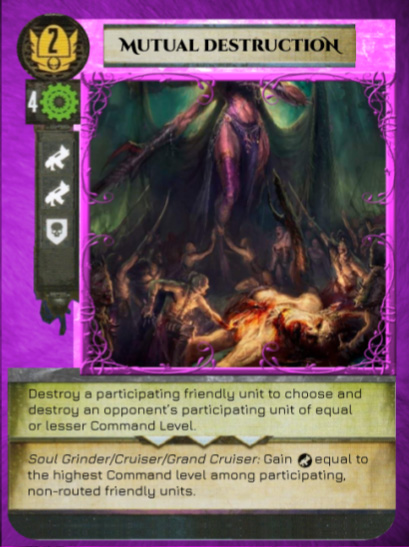 2
MUTUAL DESTRUCTION
4
Destroy a participating friendly unit to choose and
destroy an opponent's participating unit of equal
or lesser Command Level.
Soul Grinder/Cruiser/Grand Cruiser: Gain equal to
the highest Command level among participating,
non-routed friendly units.